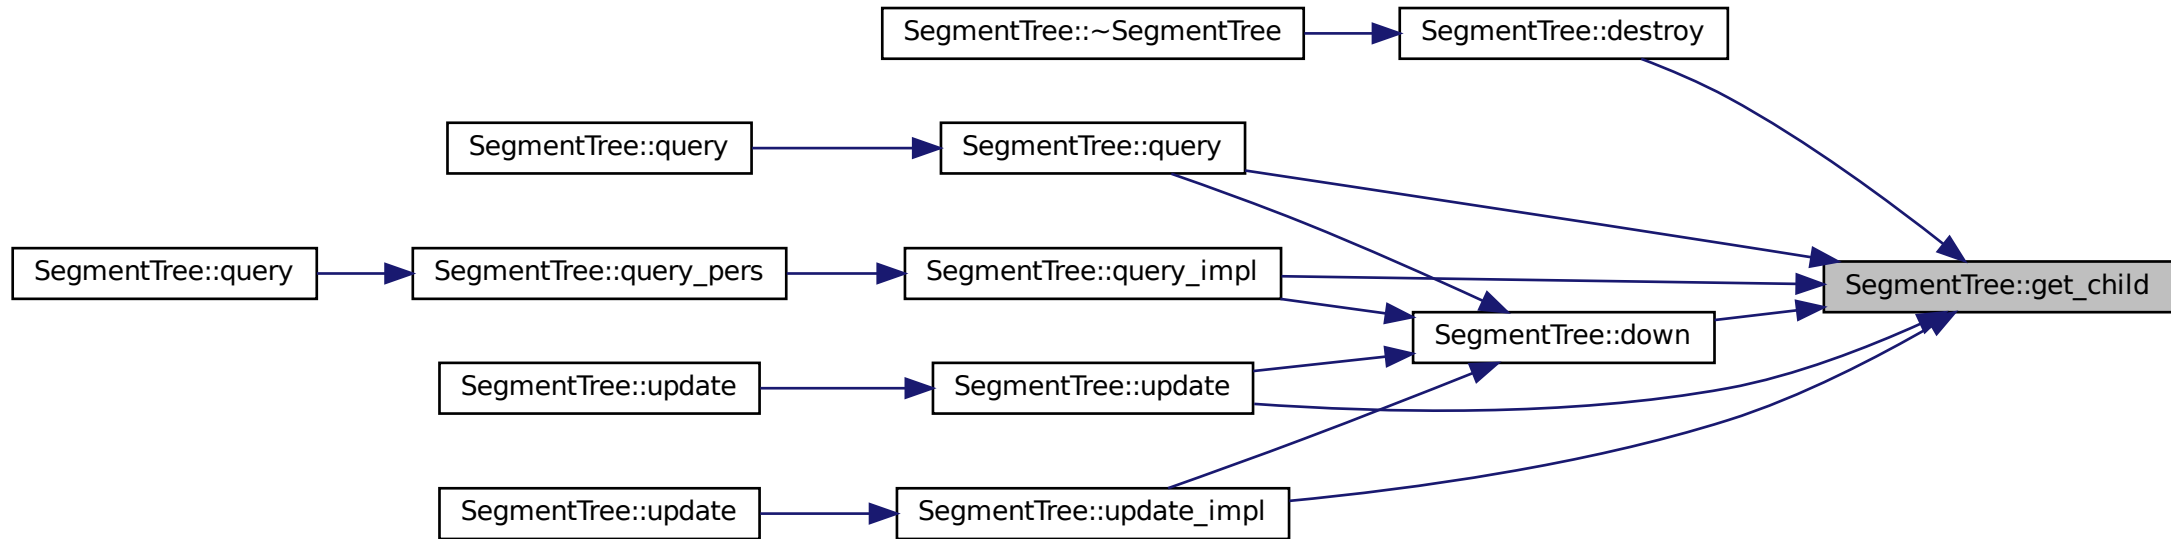 SegmentTree::~SegmentTree
SegmentTree::destroy
SegmentTree::query
SegmentTree::query
SegmentTree::query
SegmentTree::query_pers
SegmentTree::query_impl
SegmentTree::get_child
SegmentTree::down
SegmentTree::update
SegmentTree::update
SegmentTree::update
SegmentTree::update_impl